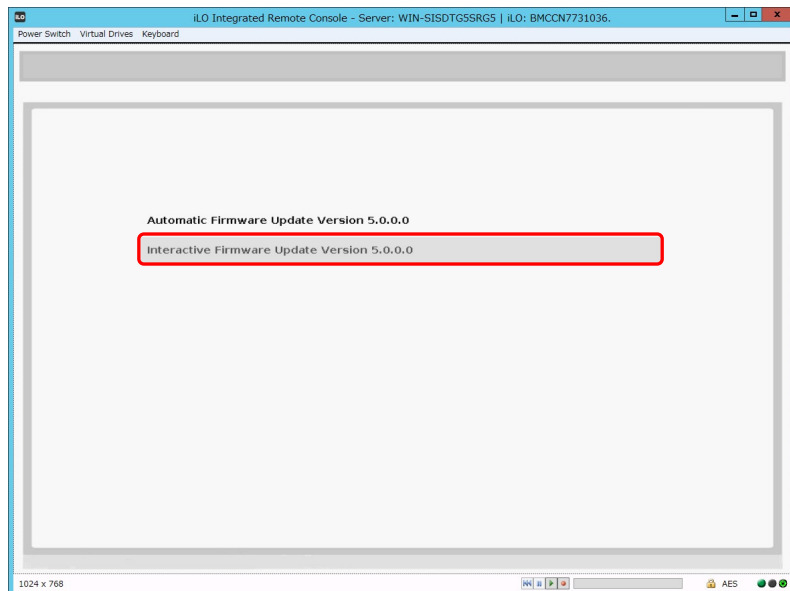 iLO
iLO Integrated Remote Console - Server: WIN-SISDTG5SRG5 | iLO: BMCCN7731036.
Power Switch Virtual Drives Keyboard
Automatic Firmware Update Version 5.0.0.0
Interactive Firmware Update Version 5.0.0.0
1024 x 768
AES